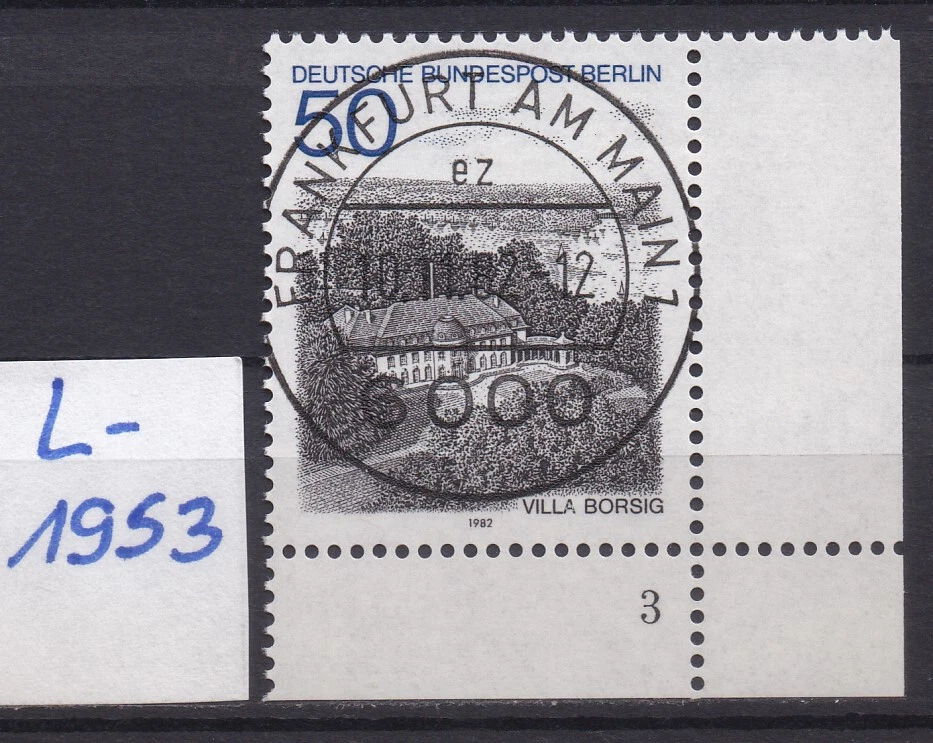 DEUTSCHE BUNDESPOST BERLIN
50
FRANKFURT AM MAIN 1
ez
10.11.82-12
6000
VILLA BORSIG
1982
3
L-
1953